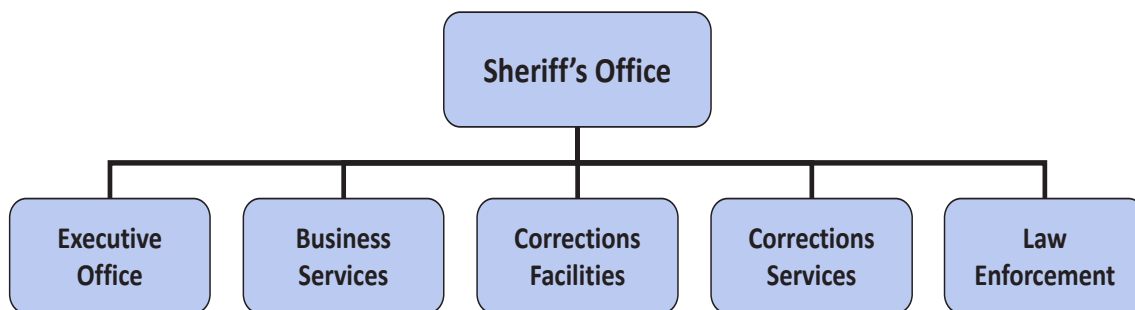 Sheriff’s Office
Executive
Office
Business
Services
Corrections
Facilities
Corrections
Services
Law
Enforcement